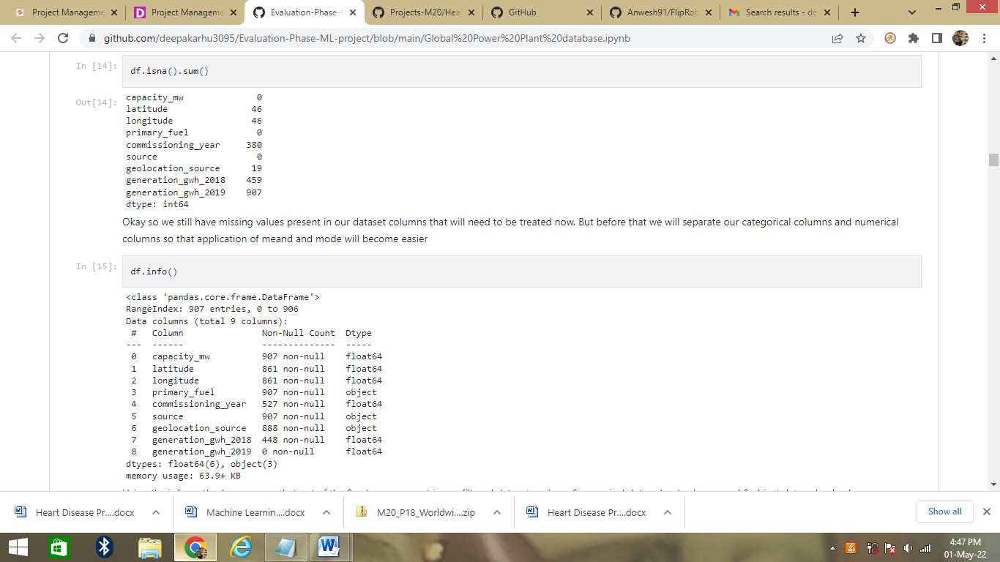 Project Manageme
Project Manageme
Evaluation-Phase-
Projects-M20/Hea
GitHub
Anwesh91/FlipRob
Search results - de
github.com/deepakarhu3095/Evaluation-Phase-ML-project/blob/main/Global%20Power%20Plant%20database.ipynb
In [14]:
df.isna().sum()
Out[14]:
capacity_mw 0
latitude 46
longitude 46
primary_fuel 0
commissioning_year 380
source 0
geolocation_source 19
generation_gwh_2018 459
generation_gwh_2019 907
dtype: int64
Okay so we still have missing values present in our dataset columns that will need to be treated now. But before that we will separate our categorical columns and numerical
columns so that application of meand and mode will become easier
In [15]:
df.info()
<class 'pandas.core.frame.DataFrame'>
RangeIndex: 907 entries, 0 to 906
Data columns (total 9 columns):
# Column Non-Null Count Dtype
--- ------ -------------- -----
0 capacity_mw 907 non-null float64
1 latitude 861 non-null float64
2 longitude 861 non-null float64
3 primary_fuel 907 non-null object
4 commissioning_year 527 non-null float64
5 source 907 non-null object
6 geolocation_source 888 non-null object
7 generation_gwh_2018 448 non-null float64
8 generation_gwh_2019 0 non-null float64
dtypes: float64(6), object(3)
memory usage: 63.9+ KB
Heart Disease Pr....docx
Machine Learnin....docx
M20_P18_Worldwi....zip
Heart Disease Pr....docx
Show all
4:47 PM
01-May-22